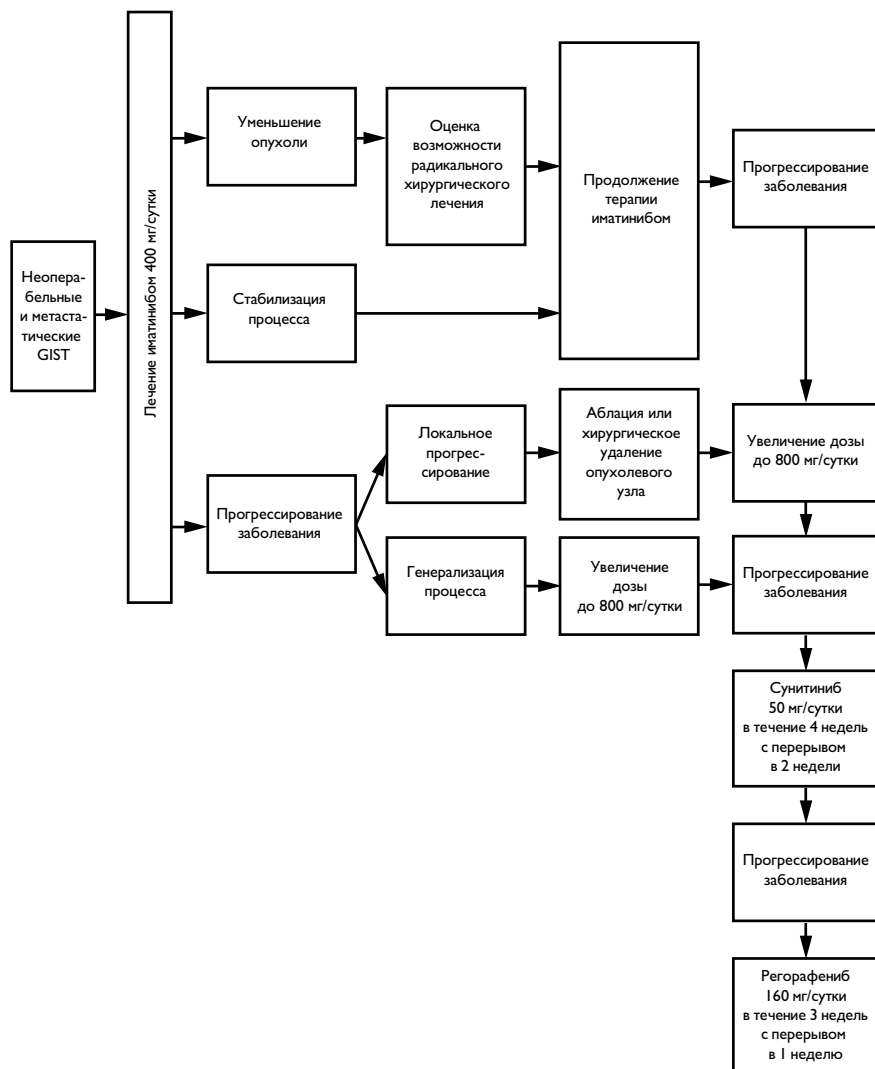 Неопера-
бельные
и метаста-
тические
GIST
Лечение иматинибом 400 мг/сутки
Уменьшение
опухоли
Оценка
возможности
радикального
хирургического
лечения
Продолжение
терапии
иматинибом
Прогрессирование
заболевания
Стабилизация
процесса
Прогрессирование
заболевания
Локальное
прогрес-
сирование
Аблация или
хирургическое
удаление
опухолевого
узла
Увеличение дозы
до 800 мг/сутки
Генерализация
процесса
Увеличение
дозы
до 800 мг/сутки
Прогрессирование
заболевания
Сунитиниб
50 мг/сутки
в течение 4 недель
с перерывом
в 2 недели
Прогрессирование
заболевания
Регорафениб
160 мг/сутки
в течение 3 недель
с перерывом
в 1 неделю